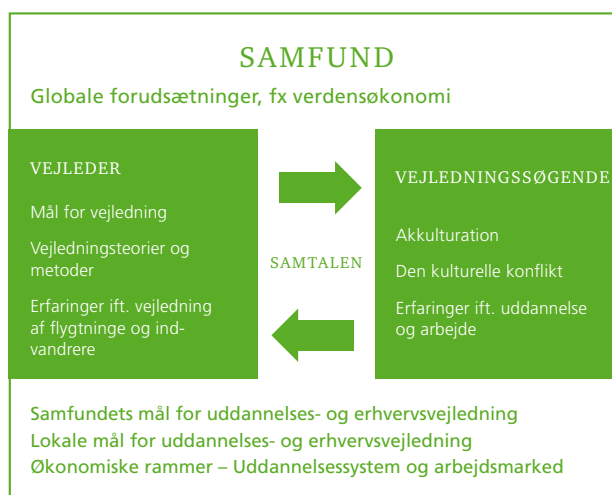 SAMFUND
Globale forudsætninger, fx verdensøkonomi
VEJLEDER
Mål for vejledning
Vejledningsteorier og
metoder
Erfaringer ift. vejledning
af flygtninge og ind-
vandrere
SAMTALEN
VEJLEDNINGSSØGENDE
Akkulturation
Den kulturelle konflikt
Erfaringer ift. uddannelse
og arbejde
Samfundets mål for uddannelses- og erhvervsvejledning
Lokale mål for uddannelses- og erhvervsvejledning
Økonomiske rammer – Uddannelsessystem og arbejdsmarked